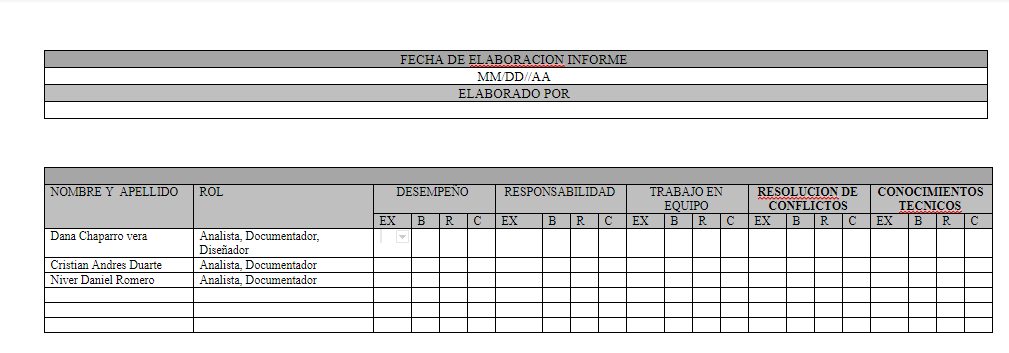 FECHA DE ELABORACION INFORME
MM/DD//AA
ELABORADO POR
NOMBRE Y APELLIDO ROL DESEMPEÑO RESPONSABILIDAD TRABAJO EN EQUIPO RESOLUCION DE CONFLICTOS CONOCIMIENTOS TECNICOS
EX B R C EX B R C EX B R C EX B R C EX B R C
Dana Chaparro vera Analista, Documentador,
Diseñador
Cristian Andres Duarte Analista, Documentador
Niver Daniel Romero Analista, Documentador